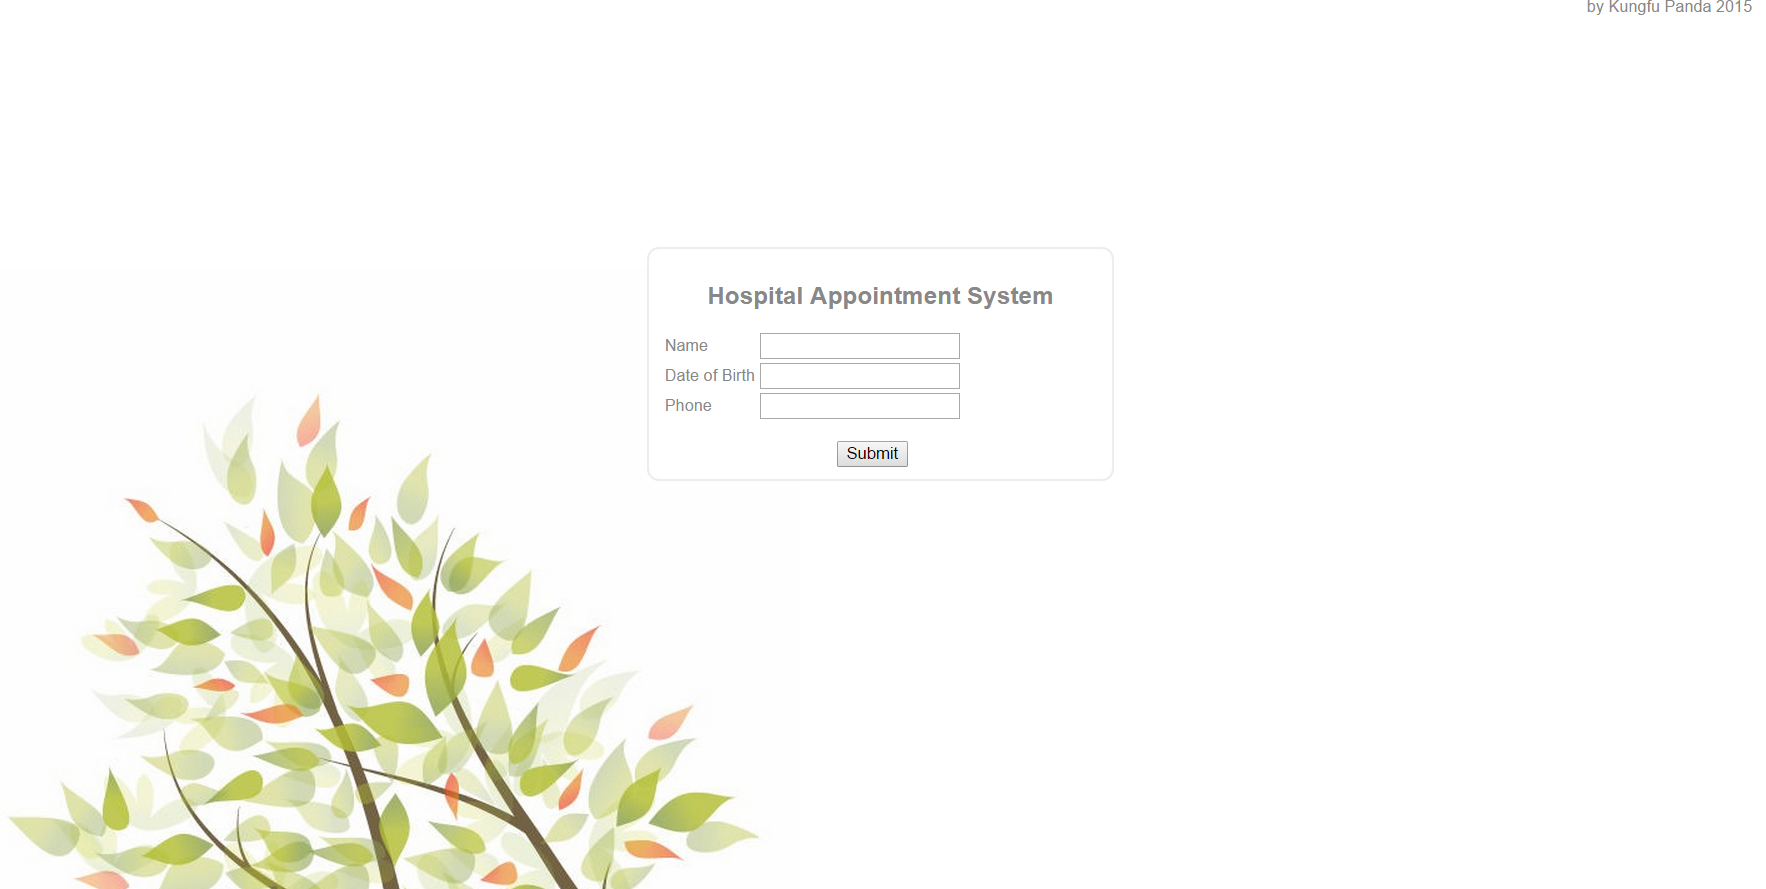 by Kungfu Panda 2015
Hospital Appointment System
Name
Date of Birth
Phone
Submit